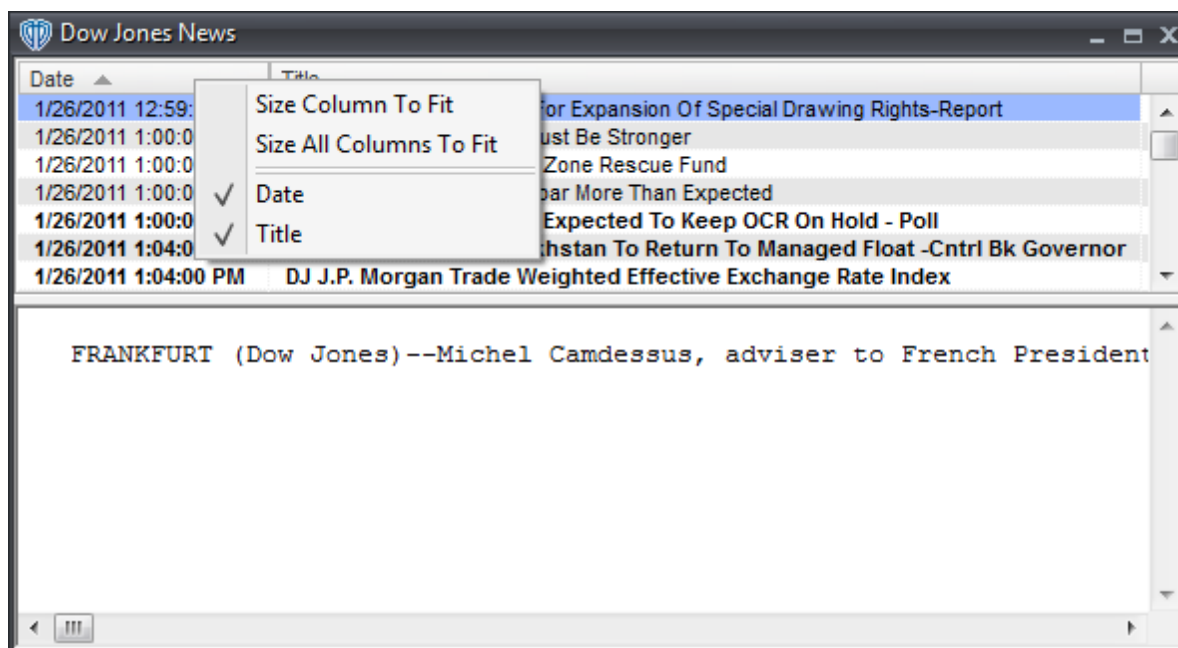 Dow Jones News
Date Title
1/26/2011 12:59: For Expansion Of Special Drawing Rights-Report
1/26/2011 1:00:0 Must Be Stronger
1/26/2011 1:00:0 Zone Rescue Fund
1/26/2011 1:00:0 More Than Expected
1/26/2011 1:00:0 Expected To Keep OCR On Hold - Poll
1/26/2011 1:04:0 To Return To Managed Float -Cntrl Bk Governor
1/26/2011 1:04:00 PM DJ J.P. Morgan Trade Weighted Effective Exchange Rate Index
Size Column To Fit
Size All Columns To Fit
Date
Title
FRANKFURT (Dow Jones)--Michel Camdessus, adviser to French President